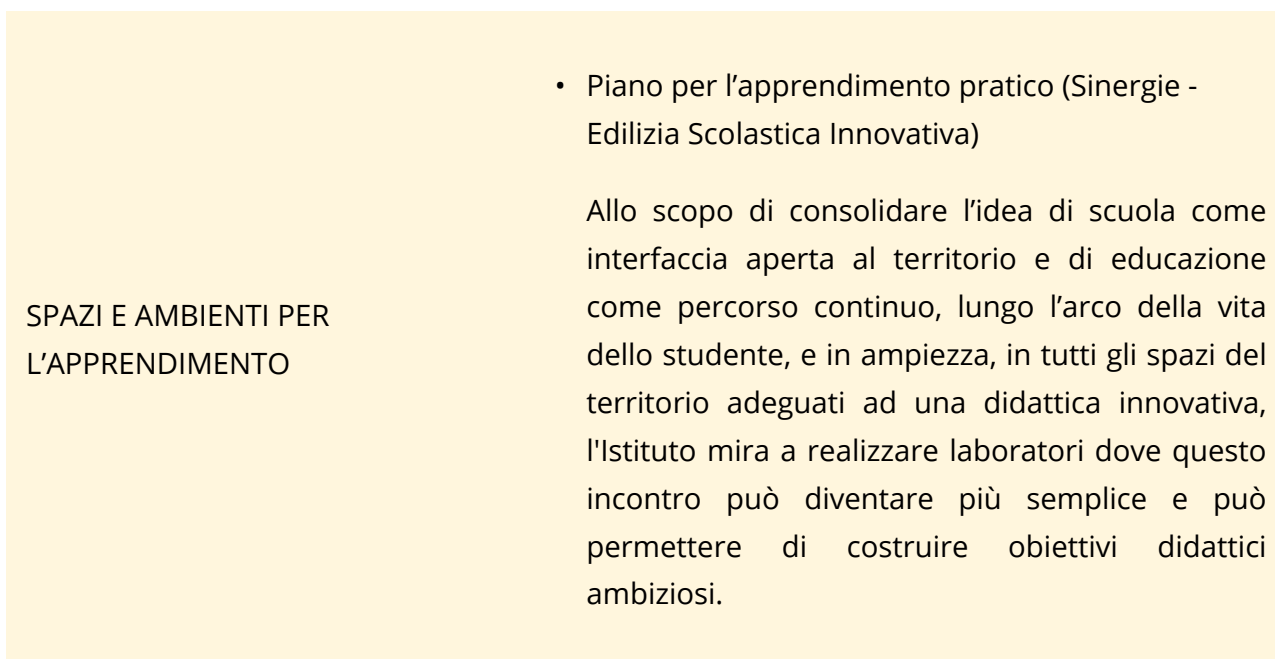 SPAZI E AMBIENTI PER
L’APPRENDIMENTO
• Piano per l’apprendimento pratico (Sinergie -
Edilizia Scolastica Innovativa)
Allo scopo di consolidare l’idea di scuola come
interfaccia aperta al territorio e di educazione
come percorso continuo, lungo l’arco della vita
dello studente, e in ampiezza, in tutti gli spazi del
territorio adeguati ad una didattica innovativa,
l'Istituto mira a realizzare laboratori dove questo
incontro può diventare più semplice e può
permettere di costruire obiettivi didattici
ambiziosi.